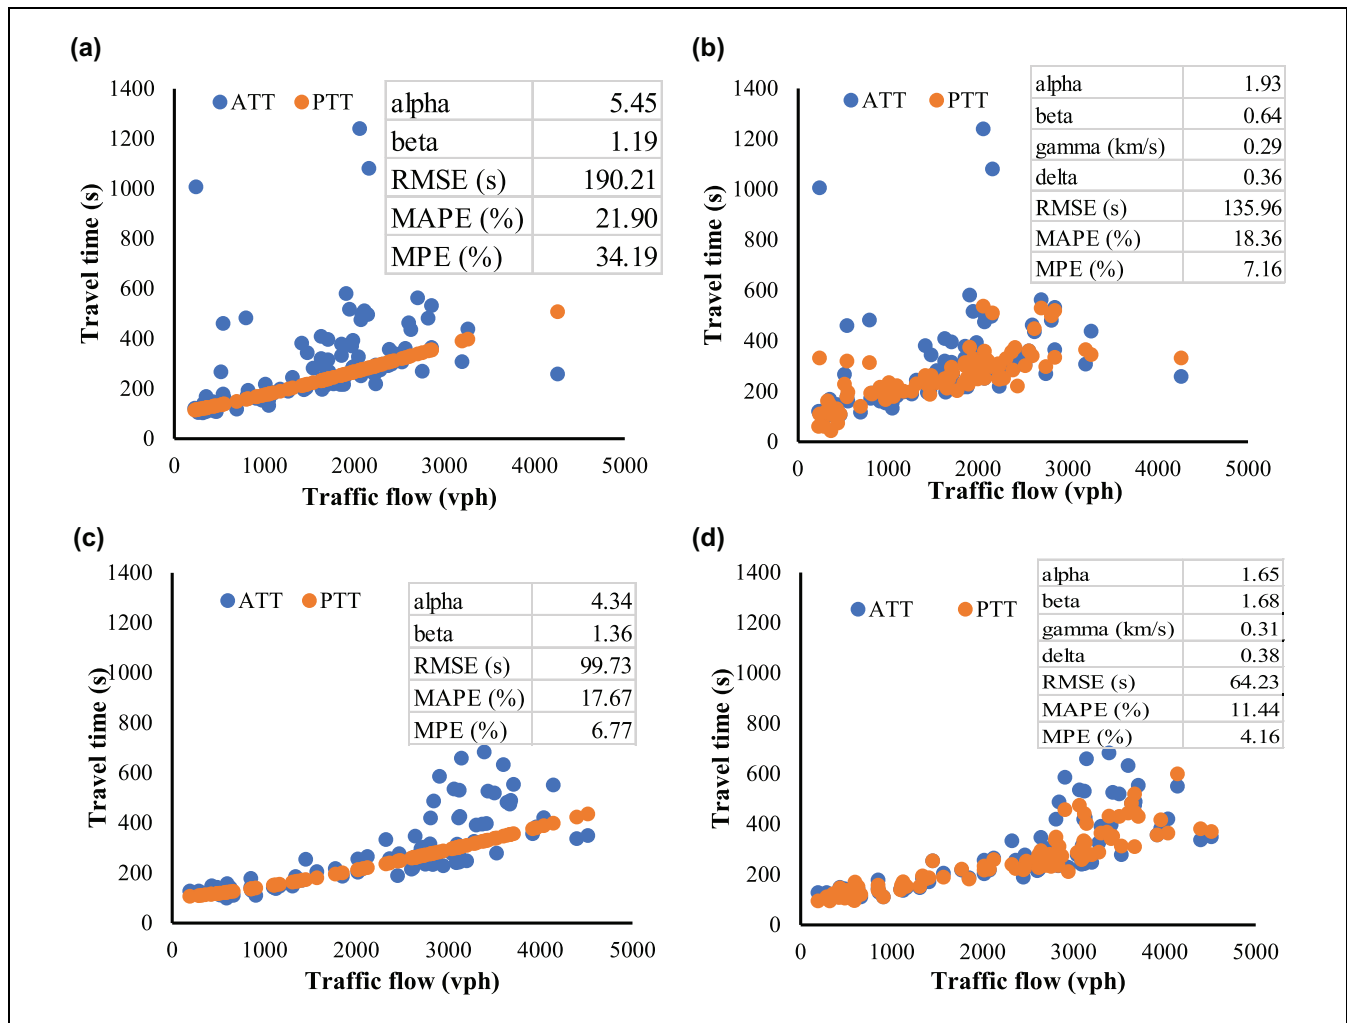 (a)
1400
1200
1000
800
600
400
200
0
Travel time (s)
ATT PTT
alpha 5.45
beta 1.19
RMSE (s) 190.21
MAPE (%) 21.90
MPE (%) 34.19
0 1000 2000 3000 4000 5000
Traffic flow (vph)
(b)
1400
1200
1000
800
600
400
200
0
Travel time (s)
ATT PTT
alpha 1.93
beta 0.64
gamma (km/s) 0.29
delta 0.36
RMSE (s) 135.96
MAPE (%) 18.36
MPE (%) 7.16
0 1000 2000 3000 4000 5000
Traffic flow (vph)
(c)
1400
1200
1000
800
600
400
200
0
Travel time (s)
ATT PTT
alpha 4.34
beta 1.36
RMSE (s) 99.73
MAPE (%) 17.67
MPE (%) 6.77
0 1000 2000 3000 4000 5000
Traffic flow (vph)
(d)
1400
1200
1000
800
600
400
200
0
Travel time (s)
ATT PTT
alpha 1.65
beta 1.68
gamma (km/s) 0.31
delta 0.38
RMSE (s) 64.23
MAPE (%) 11.44
MPE (%) 4.16
0 1000 2000 3000 4000 5000
Traffic flow (vph)